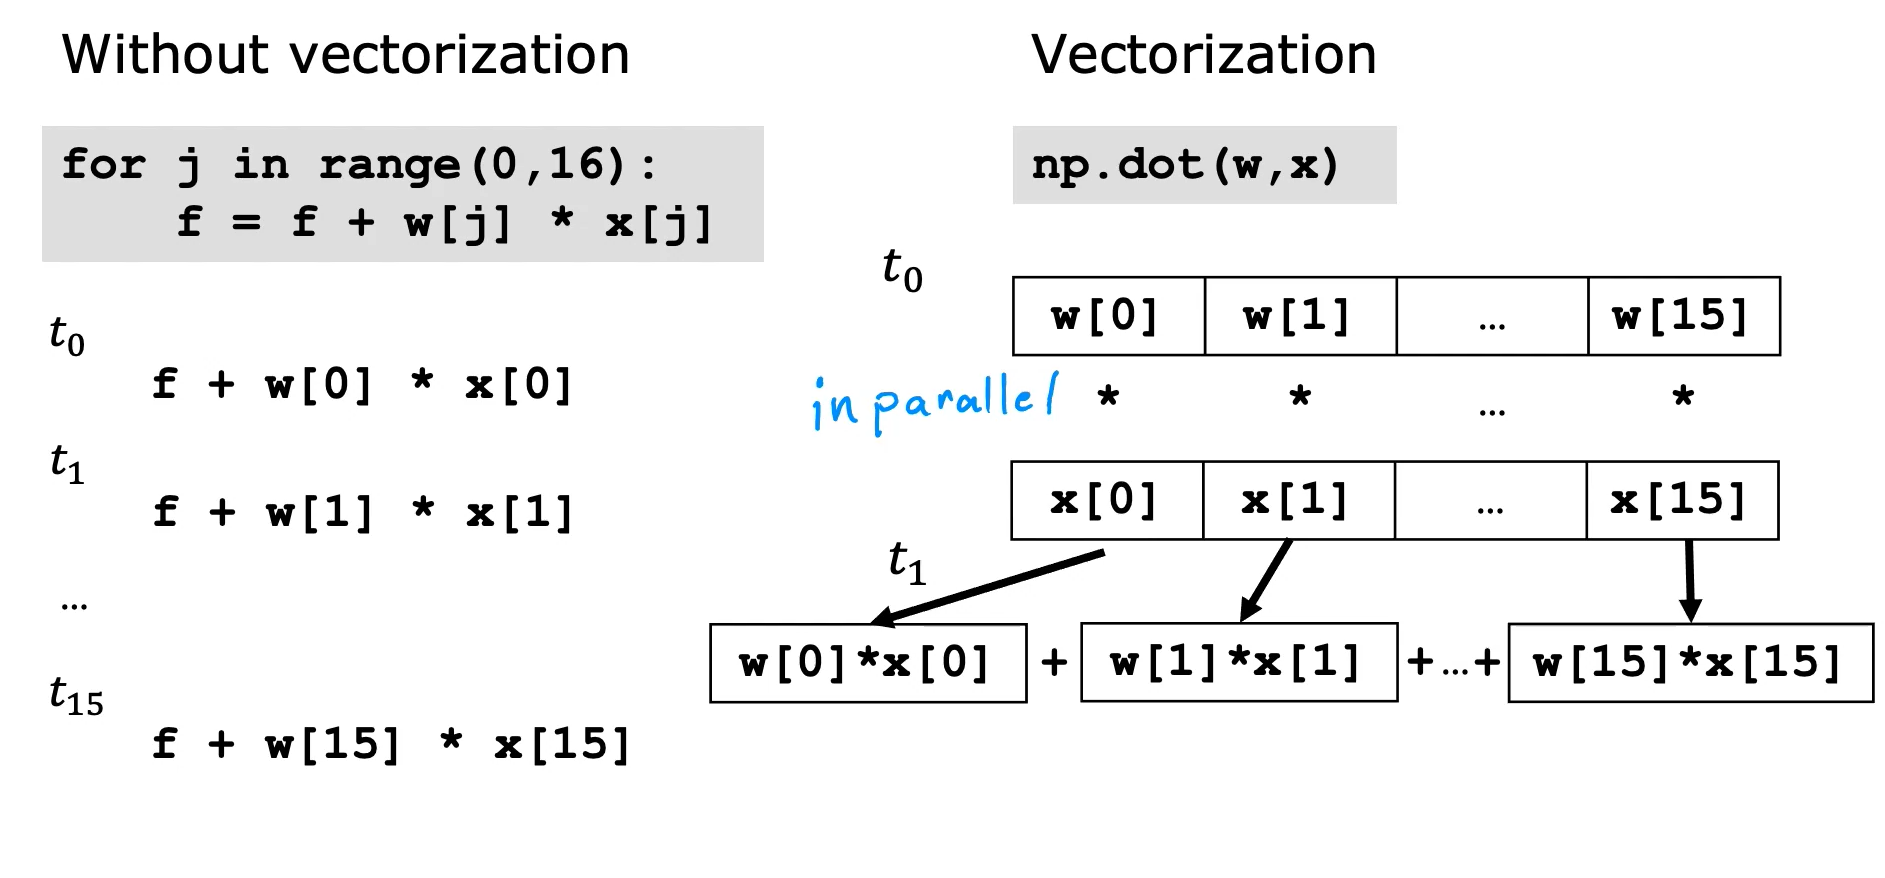 Without vectorization
for j in range(0,16):
    f = f + w[j] * x[j]
t₀
f + w[0] * x[0]
t₁
f + w[1] * x[1]
…
t₁₅
f + w[15] * x[15]
Vectorization
np.dot(w,x)
t₀
w[0] w[1] … w[15]
in parallel * * … *
x[0] x[1] … x[15]
t₁
w[0]*x[0] + w[1]*x[1] +…+ w[15]*x[15]